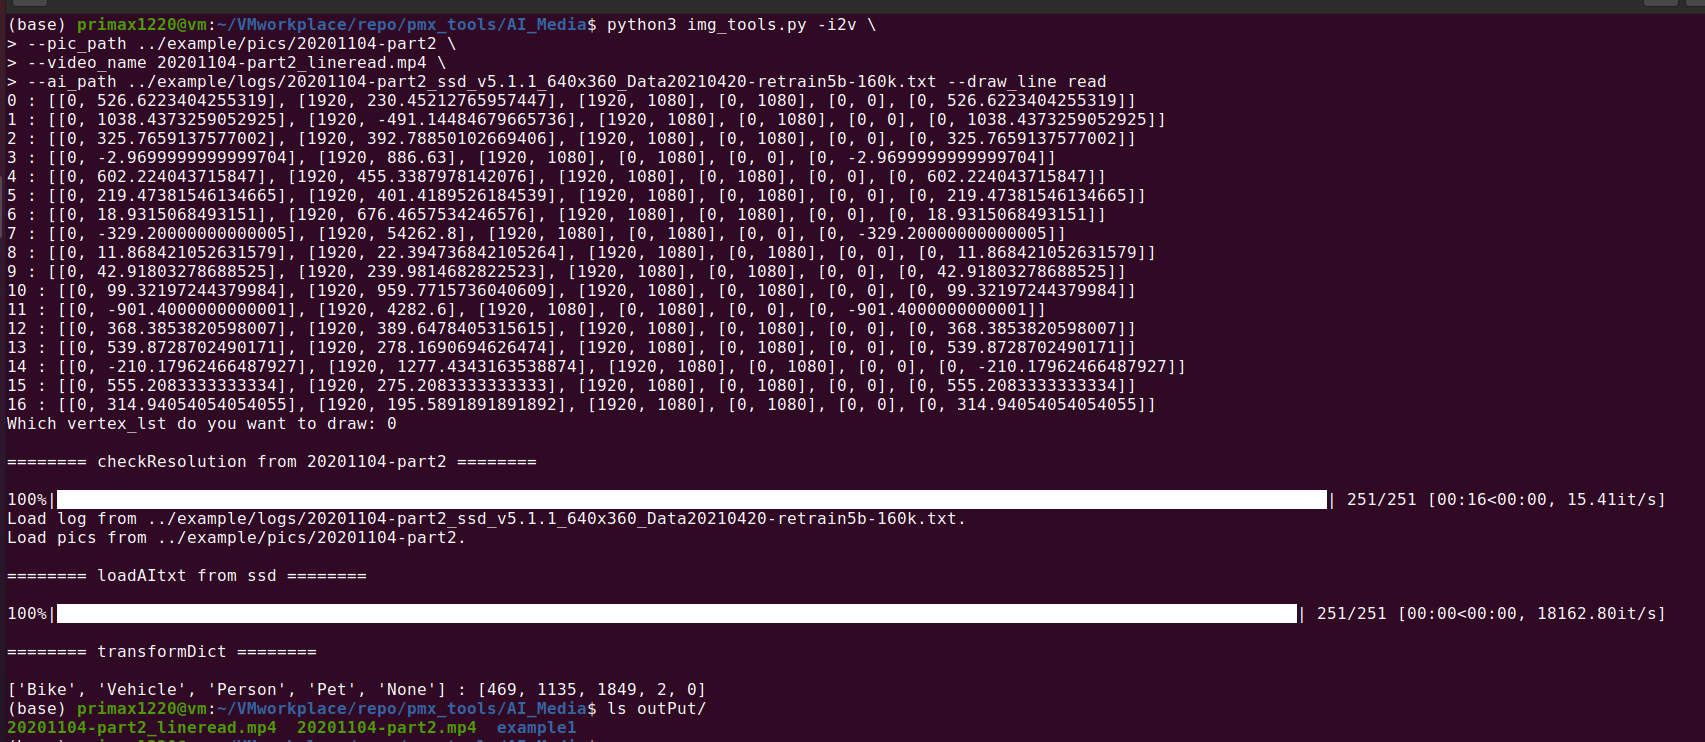 (base) primax1220@vm:~/VMworkplace/repo/pmx_tools/AI_Media$ python3 img_tools.py -i2v \
> --pic_path ../example/pics/20201104-part2 \
> --video_name 20201104-part2_lineread.mp4 \
> --ai_path ../example/logs/20201104-part2_ssd_v5.1.1_640x360_Data20210420-retrain5b-160k.txt --draw_line read
0 : [[0, 526.6223404255319], [1920, 230.45212765957447], [1920, 1080], [0, 1080], [0, 0], [0, 526.6223404255319]]
1 : [[0, 1038.4373259052925], [1920, -491.14484679665736], [1920, 1080], [0, 1080], [0, 0], [0, 1038.4373259052925]]
2 : [[0, 325.7659137577002], [1920, 392.78850102669406], [1920, 1080], [0, 1080], [0, 0], [0, 325.7659137577002]]
3 : [[0, -2.9699999999999704], [1920, 886.63], [1920, 1080], [0, 1080], [0, 0], [0, -2.9699999999999704]]
4 : [[0, 602.224043715847], [1920, 455.3387978142076], [1920, 1080], [0, 1080], [0, 0], [0, 602.224043715847]]
5 : [[0, 219.47381546134665], [1920, 401.4189526184539], [1920, 1080], [0, 1080], [0, 0], [0, 219.47381546134665]]
6 : [[0, 18.9315068493151], [1920, 676.4657534246576], [1920, 1080], [0, 1080], [0, 0], [0, 18.9315068493151]]
7 : [[0, -329.20000000000005], [1920, 54262.8], [1920, 1080], [0, 1080], [0, 0], [0, -329.20000000000005]]
8 : [[0, 11.868421052631579], [1920, 22.394736842105264], [1920, 1080], [0, 1080], [0, 0], [0, 11.868421052631579]]
9 : [[0, 42.91803278688525], [1920, 239.9814682822523], [1920, 1080], [0, 1080], [0, 0], [0, 42.91803278688525]]
10 : [[0, 99.32197244379984], [1920, 959.7715736040609], [1920, 1080], [0, 1080], [0, 0], [0, 99.32197244379984]]
11 : [[0, -901.4000000000001], [1920, 4282.6], [1920, 1080], [0, 1080], [0, 0], [0, -901.4000000000001]]
12 : [[0, 368.3853820598007], [1920, 389.6478405315615], [1920, 1080], [0, 1080], [0, 0], [0, 368.3853820598007]]
13 : [[0, 539.8728702490171], [1920, 278.1690694626474], [1920, 1080], [0, 1080], [0, 0], [0, 539.8728702490171]]
14 : [[0, -210.17962466487927], [1920, 1277.4343163538874], [1920, 1080], [0, 1080], [0, 0], [0, -210.17962466487927]]
15 : [[0, 555.2083333333334], [1920, 275.2083333333333], [1920, 1080], [0, 1080], [0, 0], [0, 555.2083333333334]]
16 : [[0, 314.94054054054055], [1920, 195.5891891891892], [1920, 1080], [0, 1080], [0, 0], [0, 314.94054054054055]]
Which vertex_lst do you want to draw: 0
======== checkResolution from 20201104-part2 ========
100%| | 251/251 [00:16<00:00, 15.41it/s]
Load log from ../example/logs/20201104-part2_ssd_v5.1.1_640x360_Data20210420-retrain5b-160k.txt.
Load pics from ../example/pics/20201104-part2.
======== loadAItxt from ssd ========
100%| | 251/251 [00:00<00:00, 18162.80it/s]
======== transformDict ========
['Bike', 'Vehicle', 'Person', 'Pet', 'None'] : [469, 1135, 1849, 2, 0]
(base) primax1220@vm:~/VMworkplace/repo/pmx_tools/AI_Media$ ls outPut/
20201104-part2_lineread.mp4 20201104-part2.mp4 example1